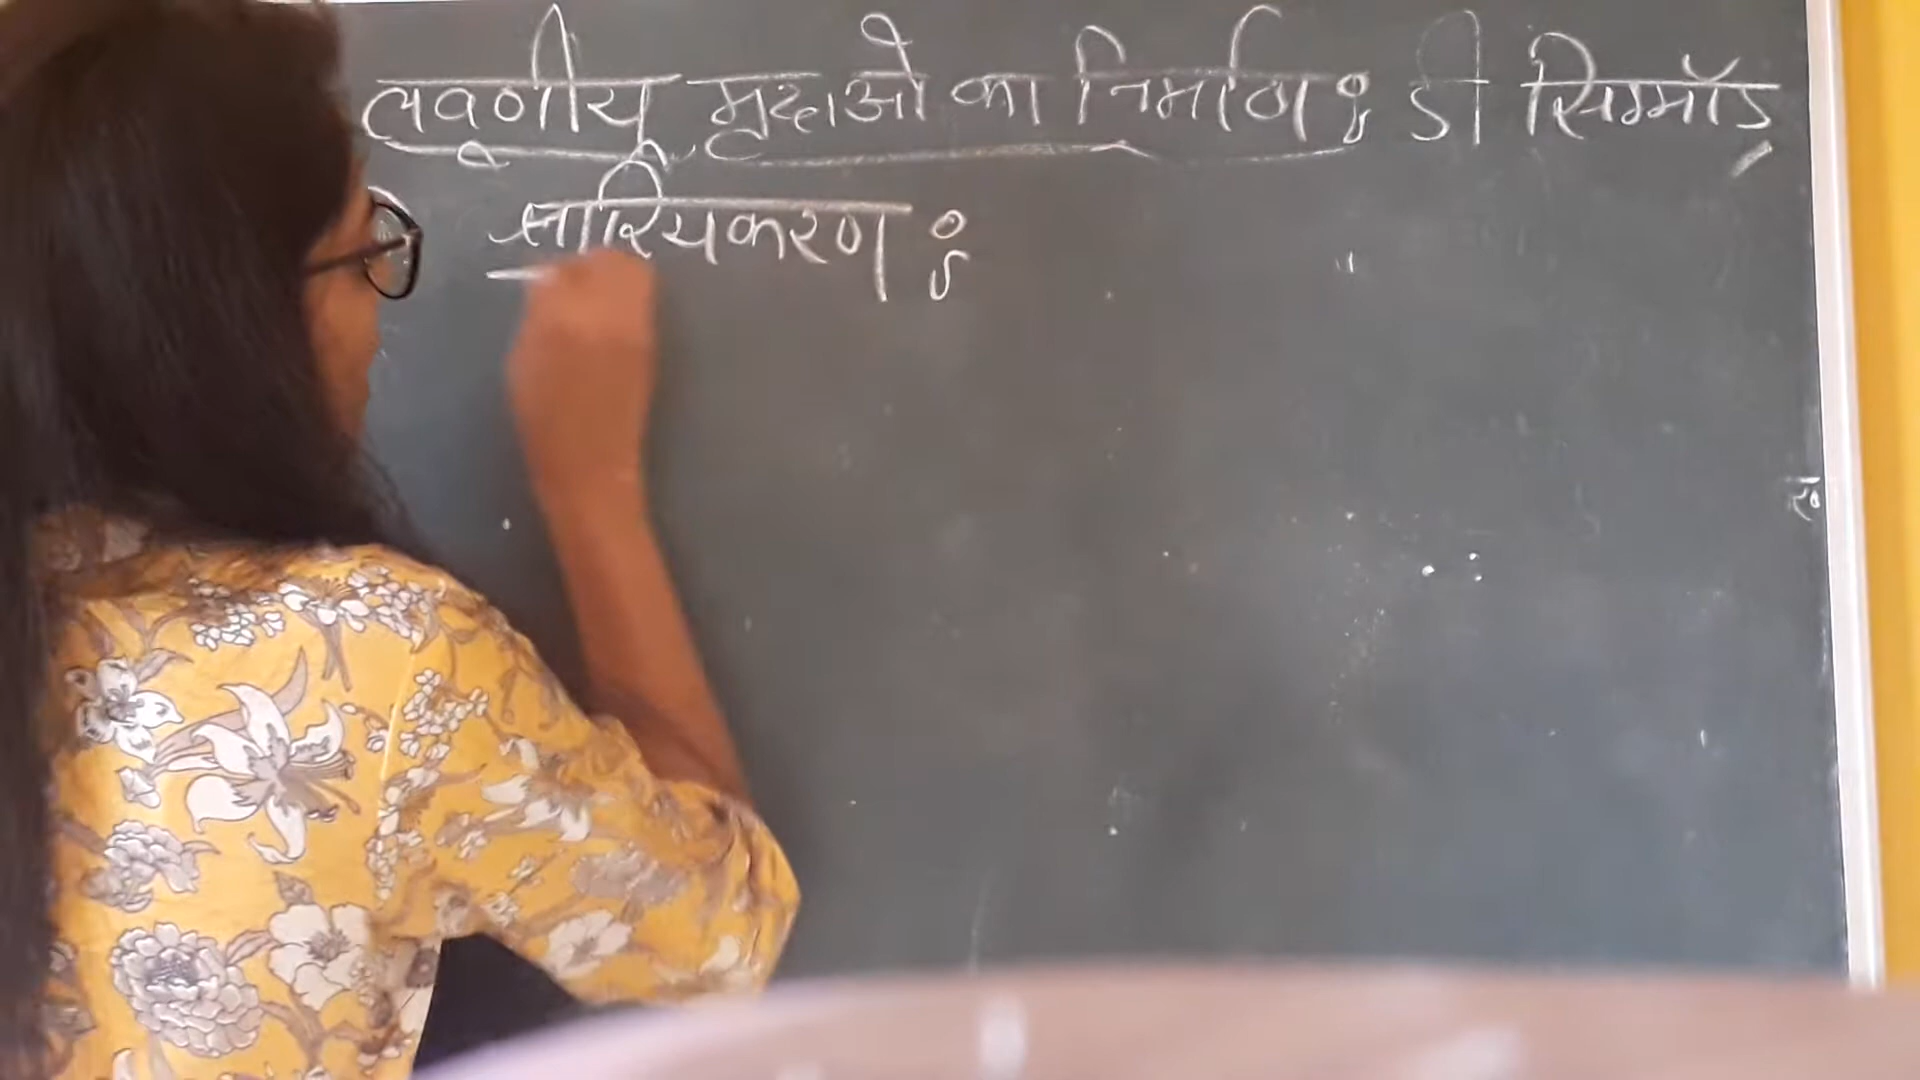 लवणीय मृदाओ का निर्माण : डी सिग्मॉड
क्षारियकरण :